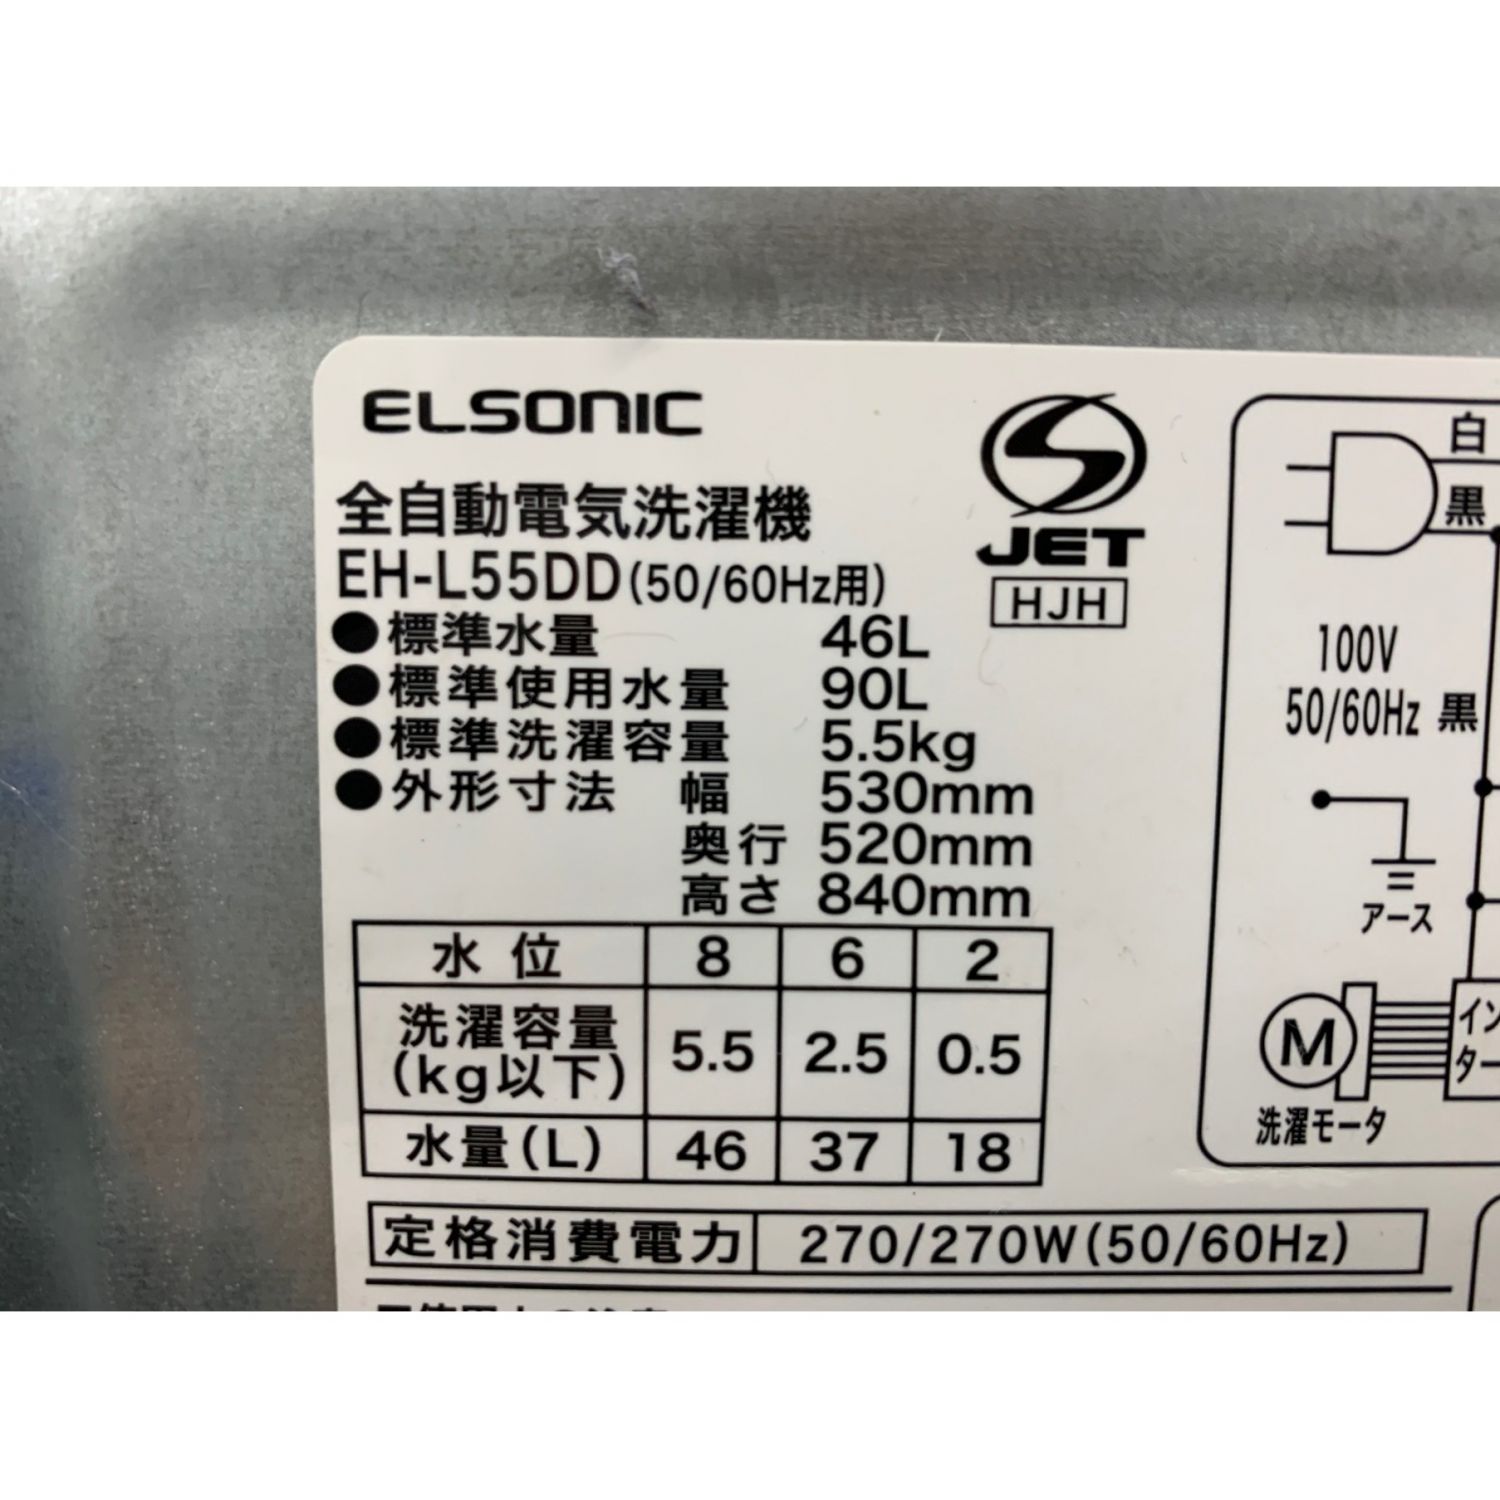 ELSONIC
全自動電気洗濯機
EH-L55DD(50/60Hz用)
●標準水量 46L
●標準使用水量 90L
●標準洗濯容量 5.5kg
●外形寸法 幅 530mm
奥行 520mm
高さ 840mm
水位 8 6 2
洗濯容量 5.5 2.5 0.5
(kg以下)
水量(L) 46 37 18
定格消費電力 270/270W(50/60Hz)
S
JET
HJH
白
黒
100V
50/60Hz 黒
アース
M
イン
ター
洗濯モータ